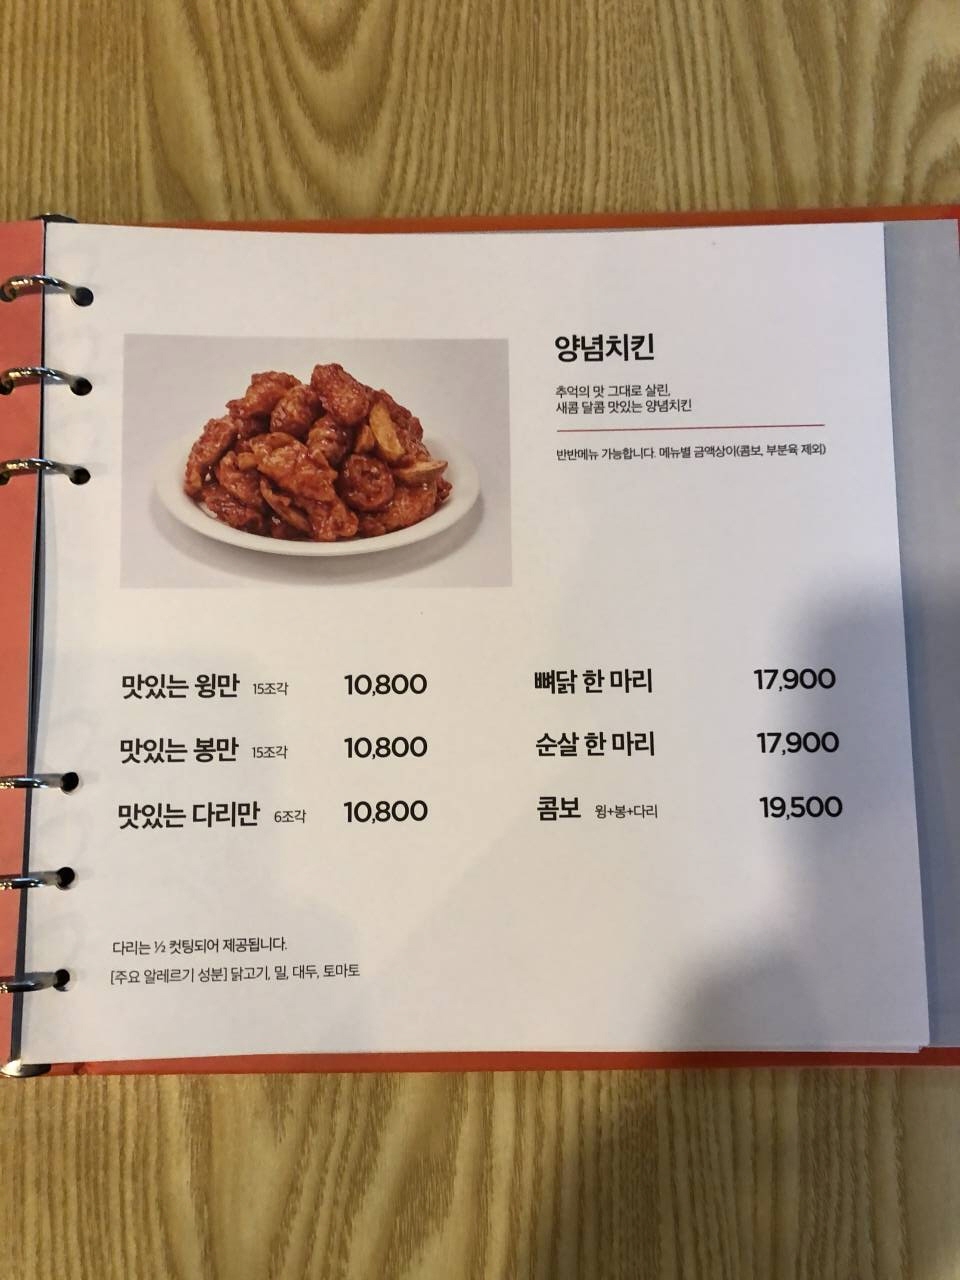 양념치킨
추억의 맛 그대로 살린,
새콤 달콤 맛있는 양념치킨
반반메뉴 가능합니다. 메뉴별 금액상이(콤보, 부분육 제외)
맛있는 윙만 15조각 10,800
맛있는 봉만 15조각 10,800
맛있는 다리만 6조각 10,800
뼈닭 한 마리 17,900
순살 한 마리 17,900
콤보 윙+봉+다리 19,500
다리는 ½ 컷팅되어 제공됩니다.
[주요 알레르기 성분] 닭고기, 밀, 대두, 토마토